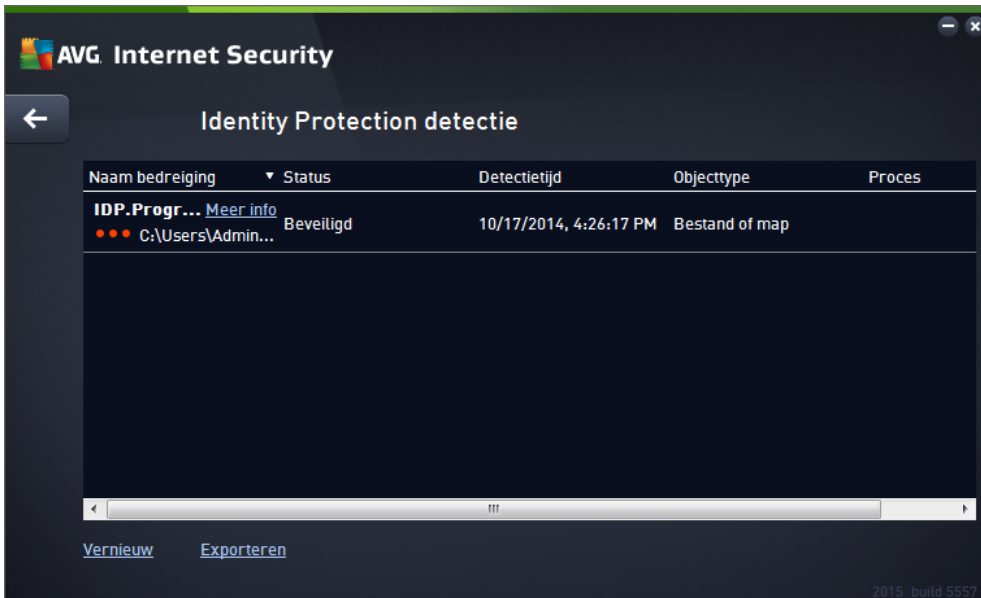 AVG Internet Security
Identity Protection detectie
Naam bedreiging Status Detectietijd Objecttype Proces
IDP.Progr... Meer info
Beveiligd 10/17/2014, 4:26:17 PM Bestand of map
C:\Users\Admin...
Vernieuw Exporteren
2015 build 5557